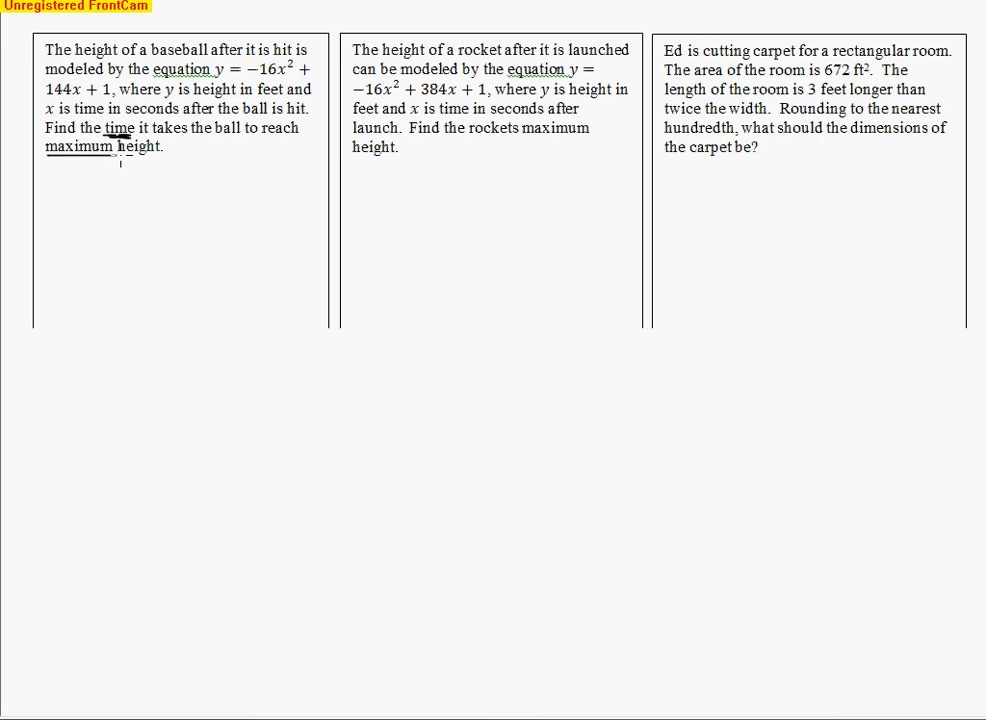 Unregistered FrontCam
The height of a baseball after it is hit is
modeled by the equation y = −16x² +
144x + 1, where y is height in feet and
x is time in seconds after the ball is hit.
Find the time it takes the ball to reach
maximum height.
The height of a rocket after it is launched
can be modeled by the equation y =
−16x² + 384x + 1, where y is height in
feet and x is time in seconds after
launch. Find the rockets maximum
height.
Ed is cutting carpet for a rectangular room.
The area of the room is 672 ft². The
length of the room is 3 feet longer than
twice the width. Rounding to the nearest
hundredth, what should the dimensions of
the carpet be?